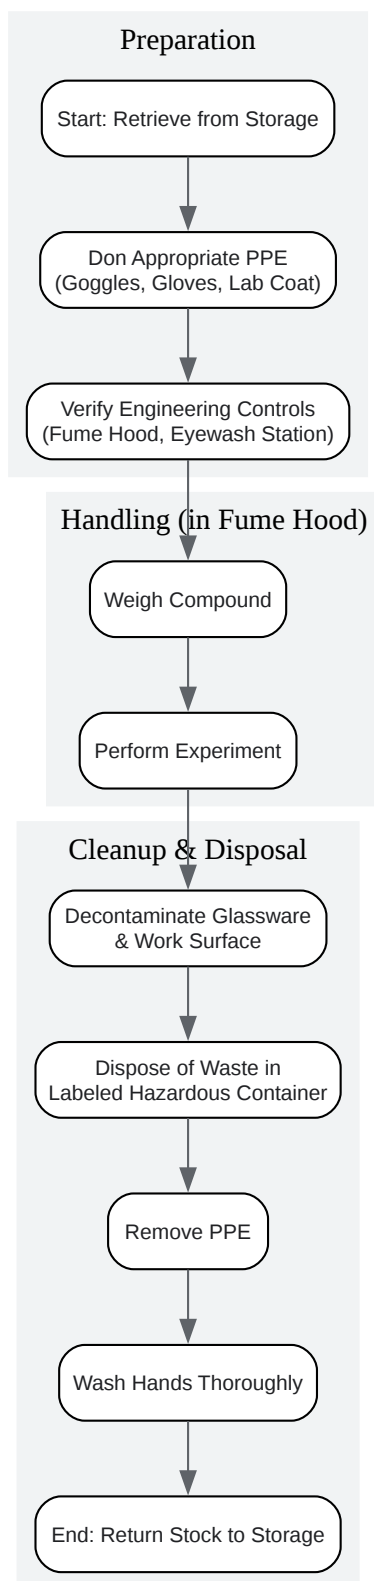 Preparation
Start: Retrieve from Storage
Don Appropriate PPE
(Goggles, Gloves, Lab Coat)
Verify Engineering Controls
(Fume Hood, Eyewash Station)
Handling (in Fume Hood)
Weigh Compound
Perform Experiment
Cleanup & Disposal
Decontaminate Glassware
& Work Surface
Dispose of Waste in
Labeled Hazardous Container
Remove PPE
Wash Hands Thoroughly
End: Return Stock to Storage